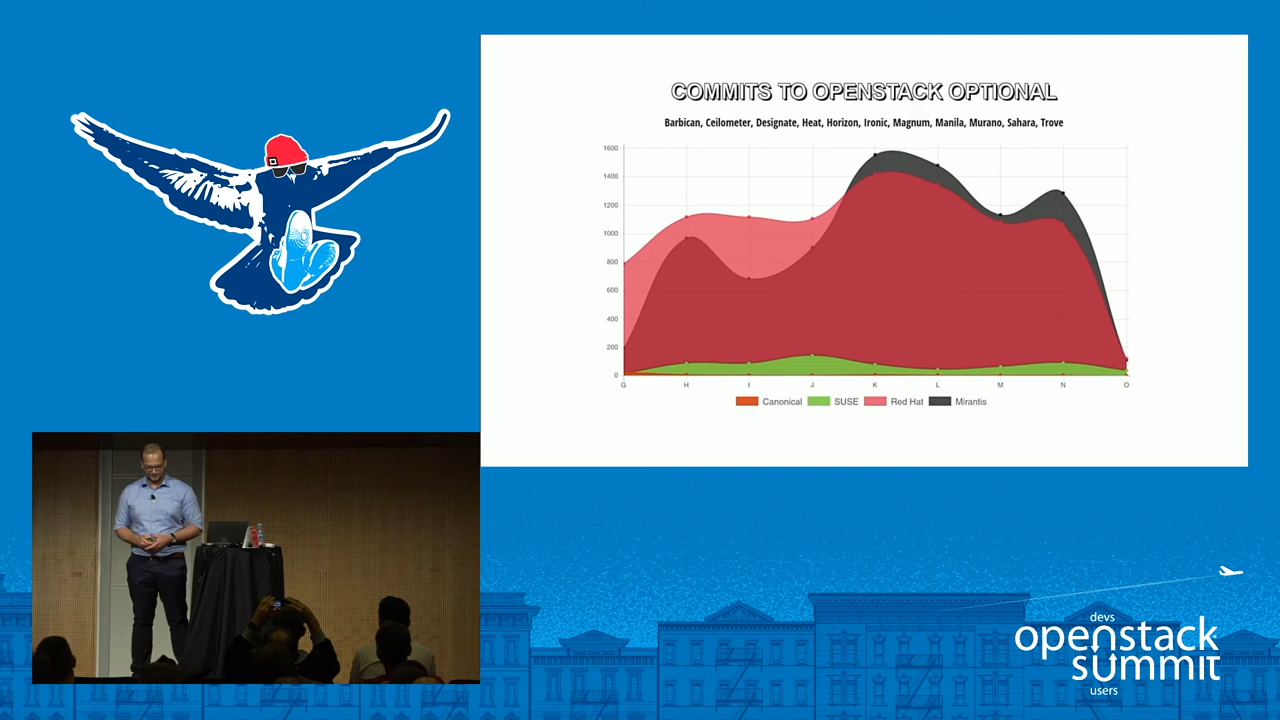 COMMITS TO OPENSTACK OPTIONAL
Barbican, Ceilometer, Designate, Heat, Horizon, Ironic, Magnum, Manila, Murano, Sahara, Trove
1600
1400
1200
1000
800
600
400
200
0
G H I J K L M N O
Canonical SUSE Red Hat Mirantis
devs
openstack
summit
users